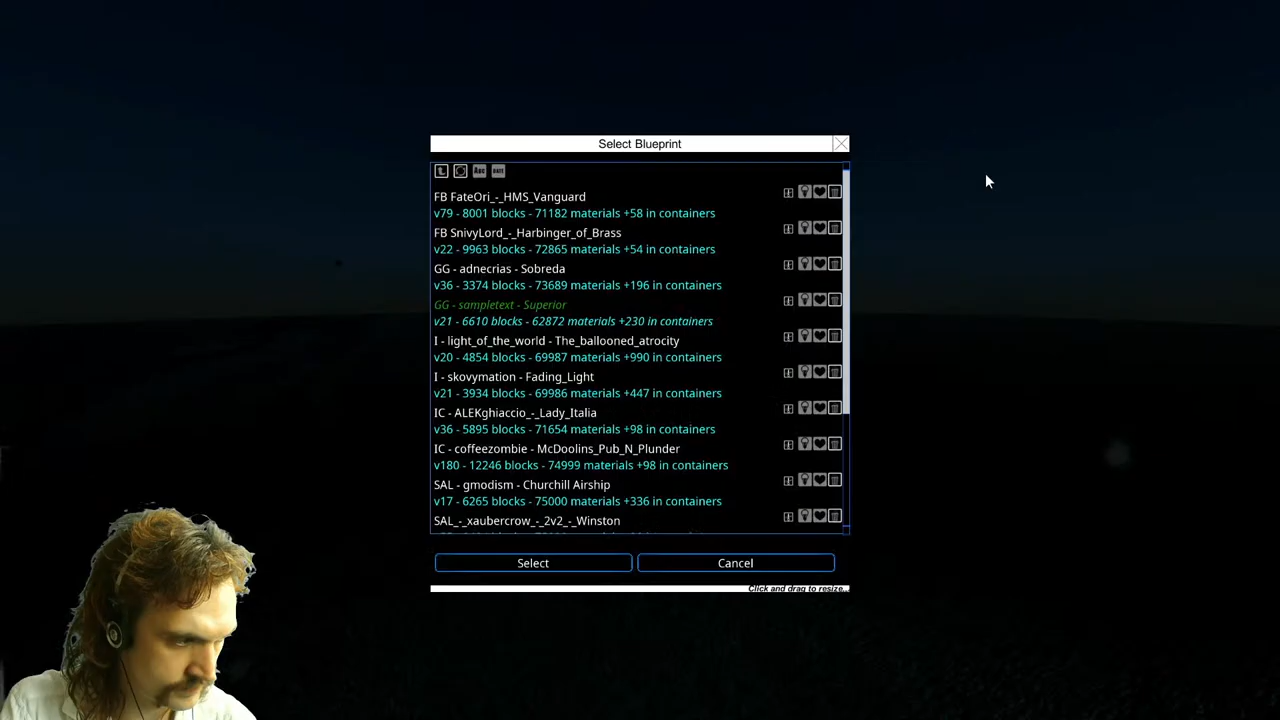 Select Blueprint
ABC
DATE
FB FateOri_-_HMS_Vanguard
v79 - 8001 blocks - 71182 materials +58 in containers
FB SnivyLord_-_Harbinger_of_Brass
v22 - 9963 blocks - 72865 materials +54 in containers
GG - adnecrias - Sobreda
v36 - 3374 blocks - 73689 materials +196 in containers
GG - sampletext - Superior
v21 - 6610 blocks - 62872 materials +230 in containers
I - light_of_the_world - The_ballooned_atrocity
v20 - 4854 blocks - 69987 materials +990 in containers
I - skovymation - Fading_Light
v21 - 3934 blocks - 69986 materials +447 in containers
IC - ALEKghiaccio_-_Lady_Italia
v36 - 5895 blocks - 71654 materials +98 in containers
IC - coffeezombie - McDoolins_Pub_N_Plunder
v180 - 12246 blocks - 74999 materials +98 in containers
SAL - gmodism - Churchill Airship
v17 - 6265 blocks - 75000 materials +336 in containers
SAL_-_xaubercrow_-_2v2_-_Winston
Select
Cancel
Click and drag to resize...